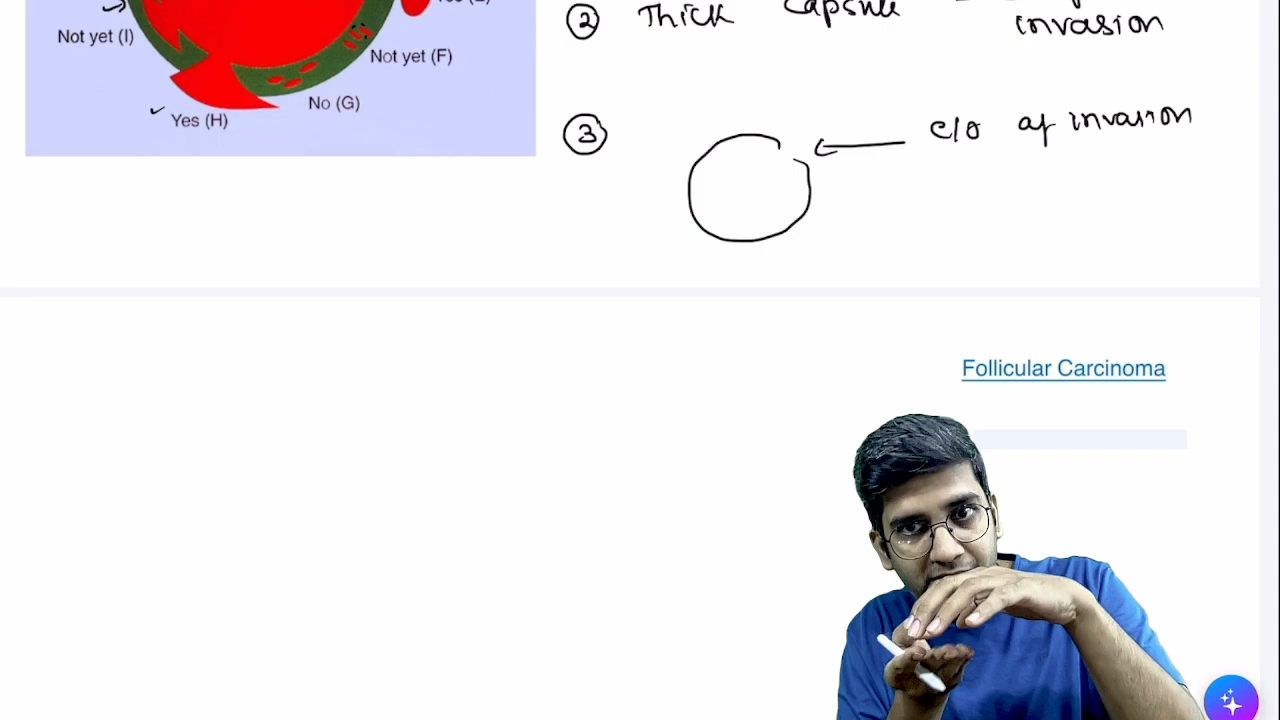 Not yet (I)
Not yet (F)
No (G)
Yes (H)
② Thick capsule
invasion
③
c/o of invasion
Follicular Carcinoma